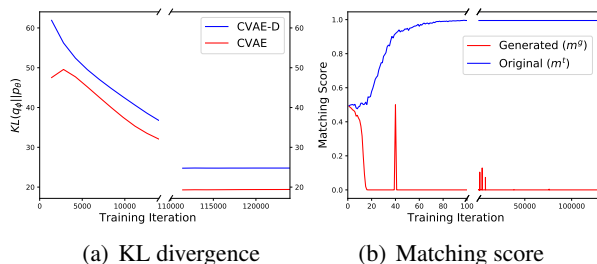 CVAE-D
CVAE
KL(qϕ||pθ)
60
50
40
30
20
60
50
40
30
20
5000 10000 110000 115000 120000
Training Iteration
(a) KL divergence
Generated (m^g)
Original (m^t)
Matching Score
1.0
0.8
0.6
0.4
0.2
0.0
0 20 40 60 80 100 50000 100000
Training Iteration
(b) Matching score